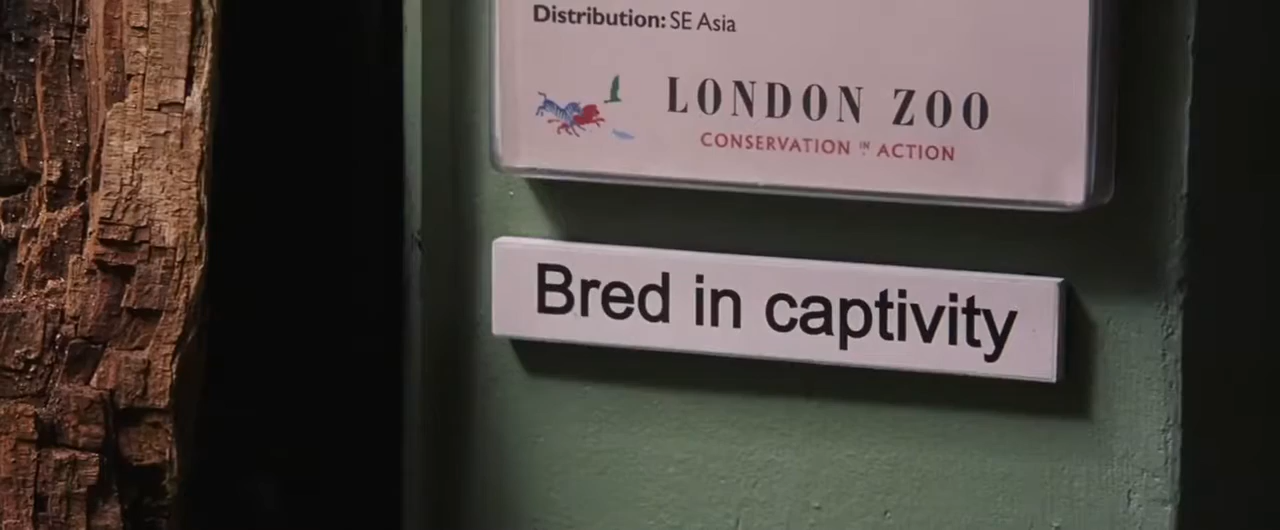 Distribution: SE Asia
LONDON ZOO
CONSERVATION IN ACTION
Bred in captivity